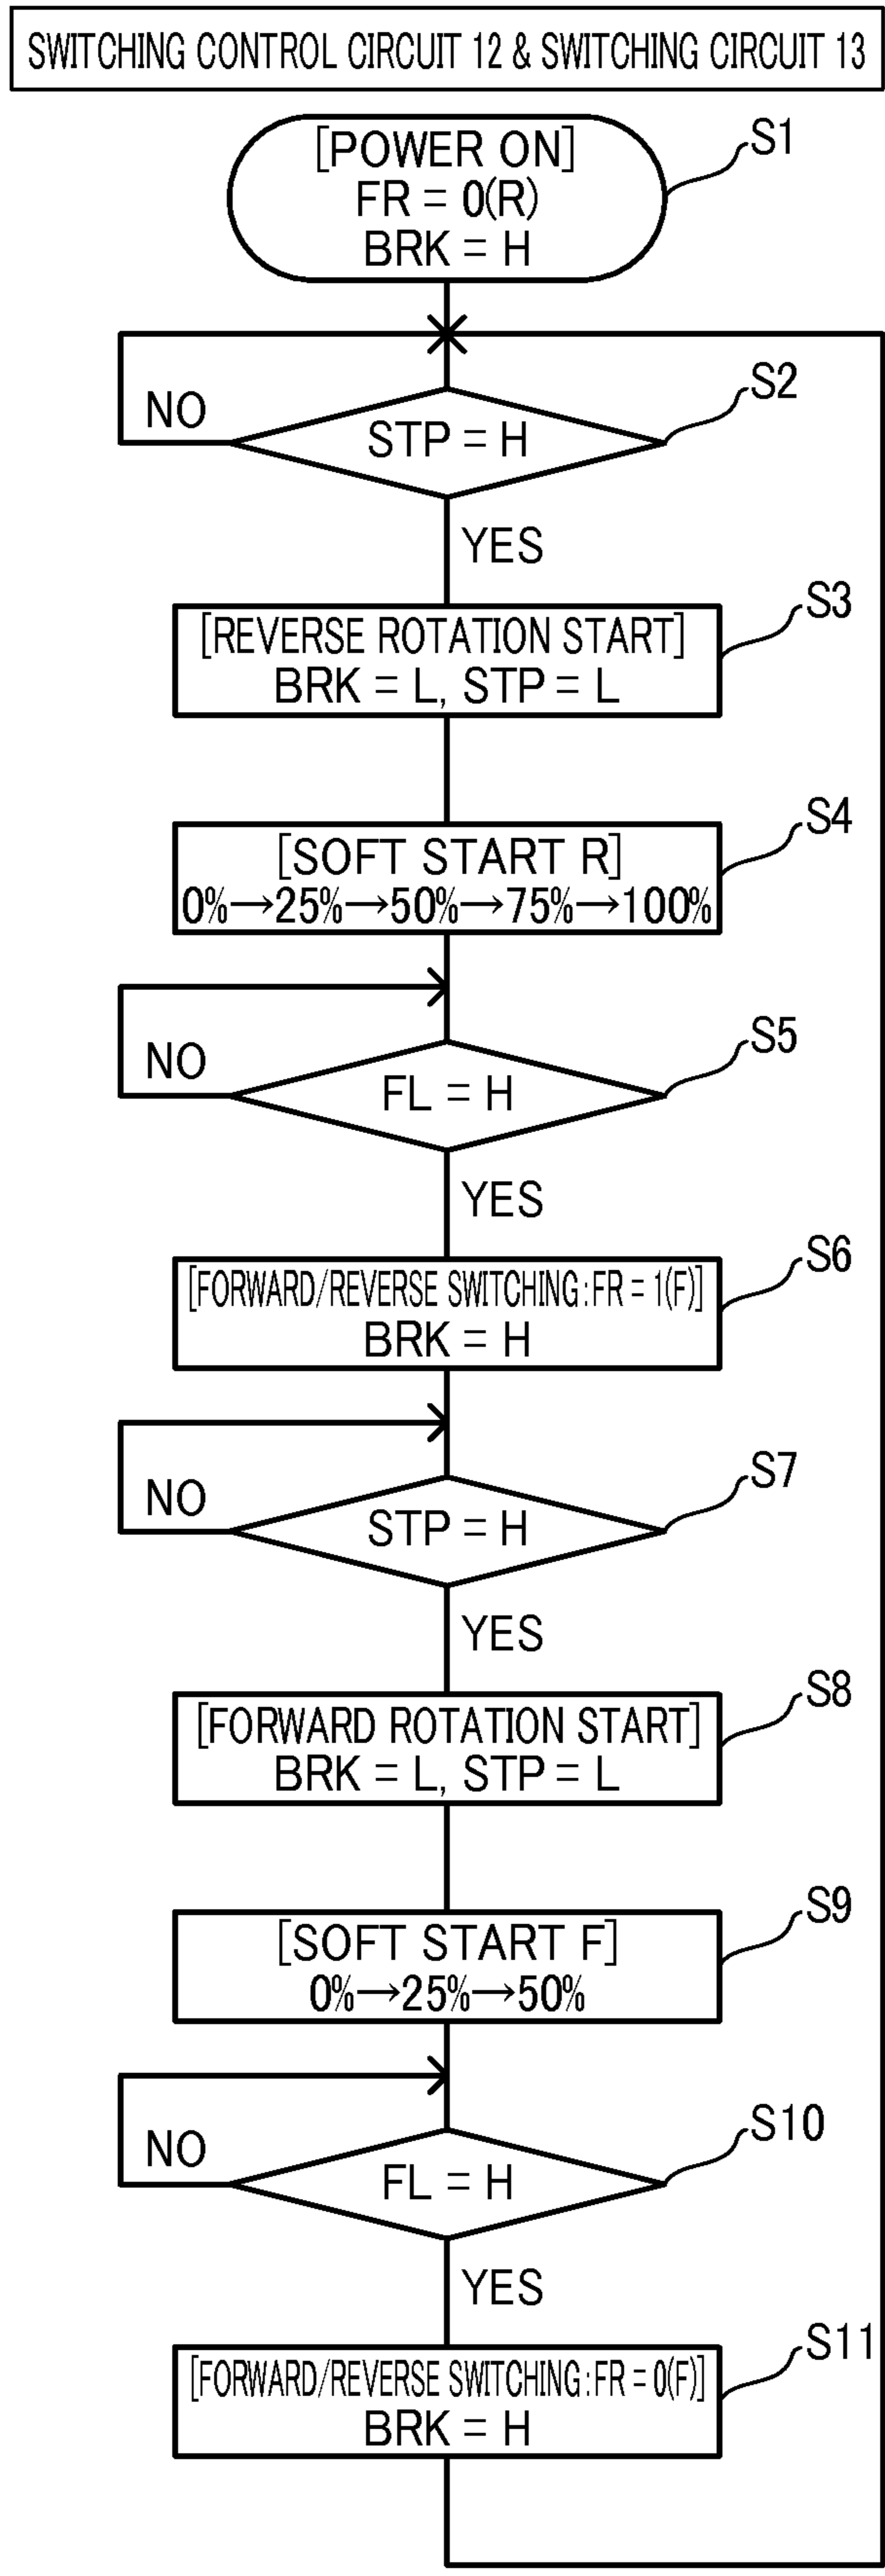 SWITCHING CONTROL CIRCUIT 12 & SWITCHING CIRCUIT 13
S1
[POWER ON]
FR = 0(R)
BRK = H
S2
NO
STP = H
YES
S3
[REVERSE ROTATION START]
BRK = L, STP = L
S4
[SOFT START R]
0%→25%→50%→75%→100%
S5
NO
FL = H
YES
S6
[FORWARD/REVERSE SWITCHING:FR = 1(F)]
BRK = H
S7
NO
STP = H
YES
S8
[FORWARD ROTATION START]
BRK = L, STP = L
S9
[SOFT START F]
0%→25%→50%
S10
NO
FL = H
YES
S11
[FORWARD/REVERSE SWITCHING:FR = 0(F)]
BRK = H